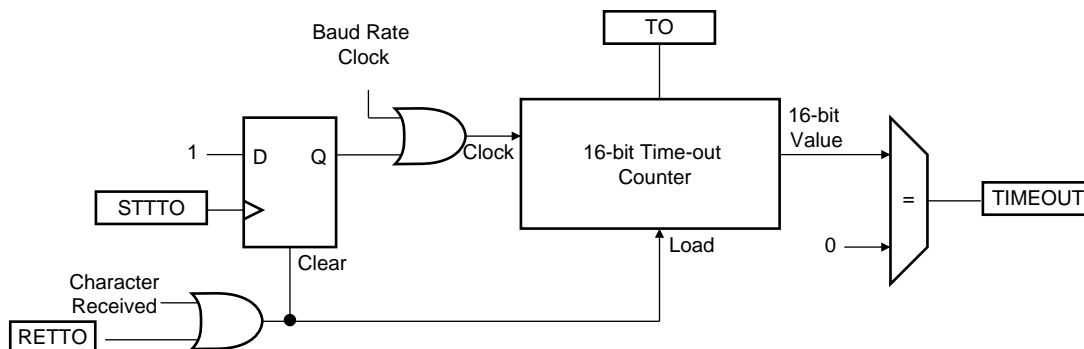 TO
Baud Rate
Clock
16-bit
Value
1
D
Q
Clock
16-bit Time-out
Counter
STTTO
=
TIMEOUT
Clear
Load
0
Character
Received
RETTO